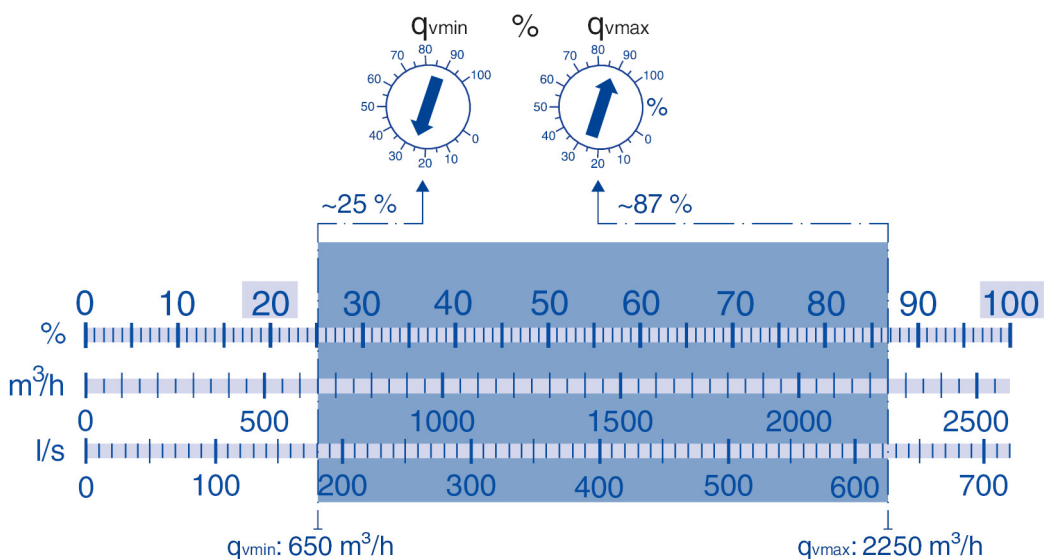 qvmin % qvmax
80 80
70 90 70 90
60 100 60 100
50 50 %
40 0 40 0
30 10 30 10
20 20
~25 % ~87 %
0 10 20 30 40 50 60 70 80 90 100
%
m³/h
0 500 1000 1500 2000 2500
l/s
0 100 200 300 400 500 600 700
qvmin: 650 m³/h qvmax: 2250 m³/h